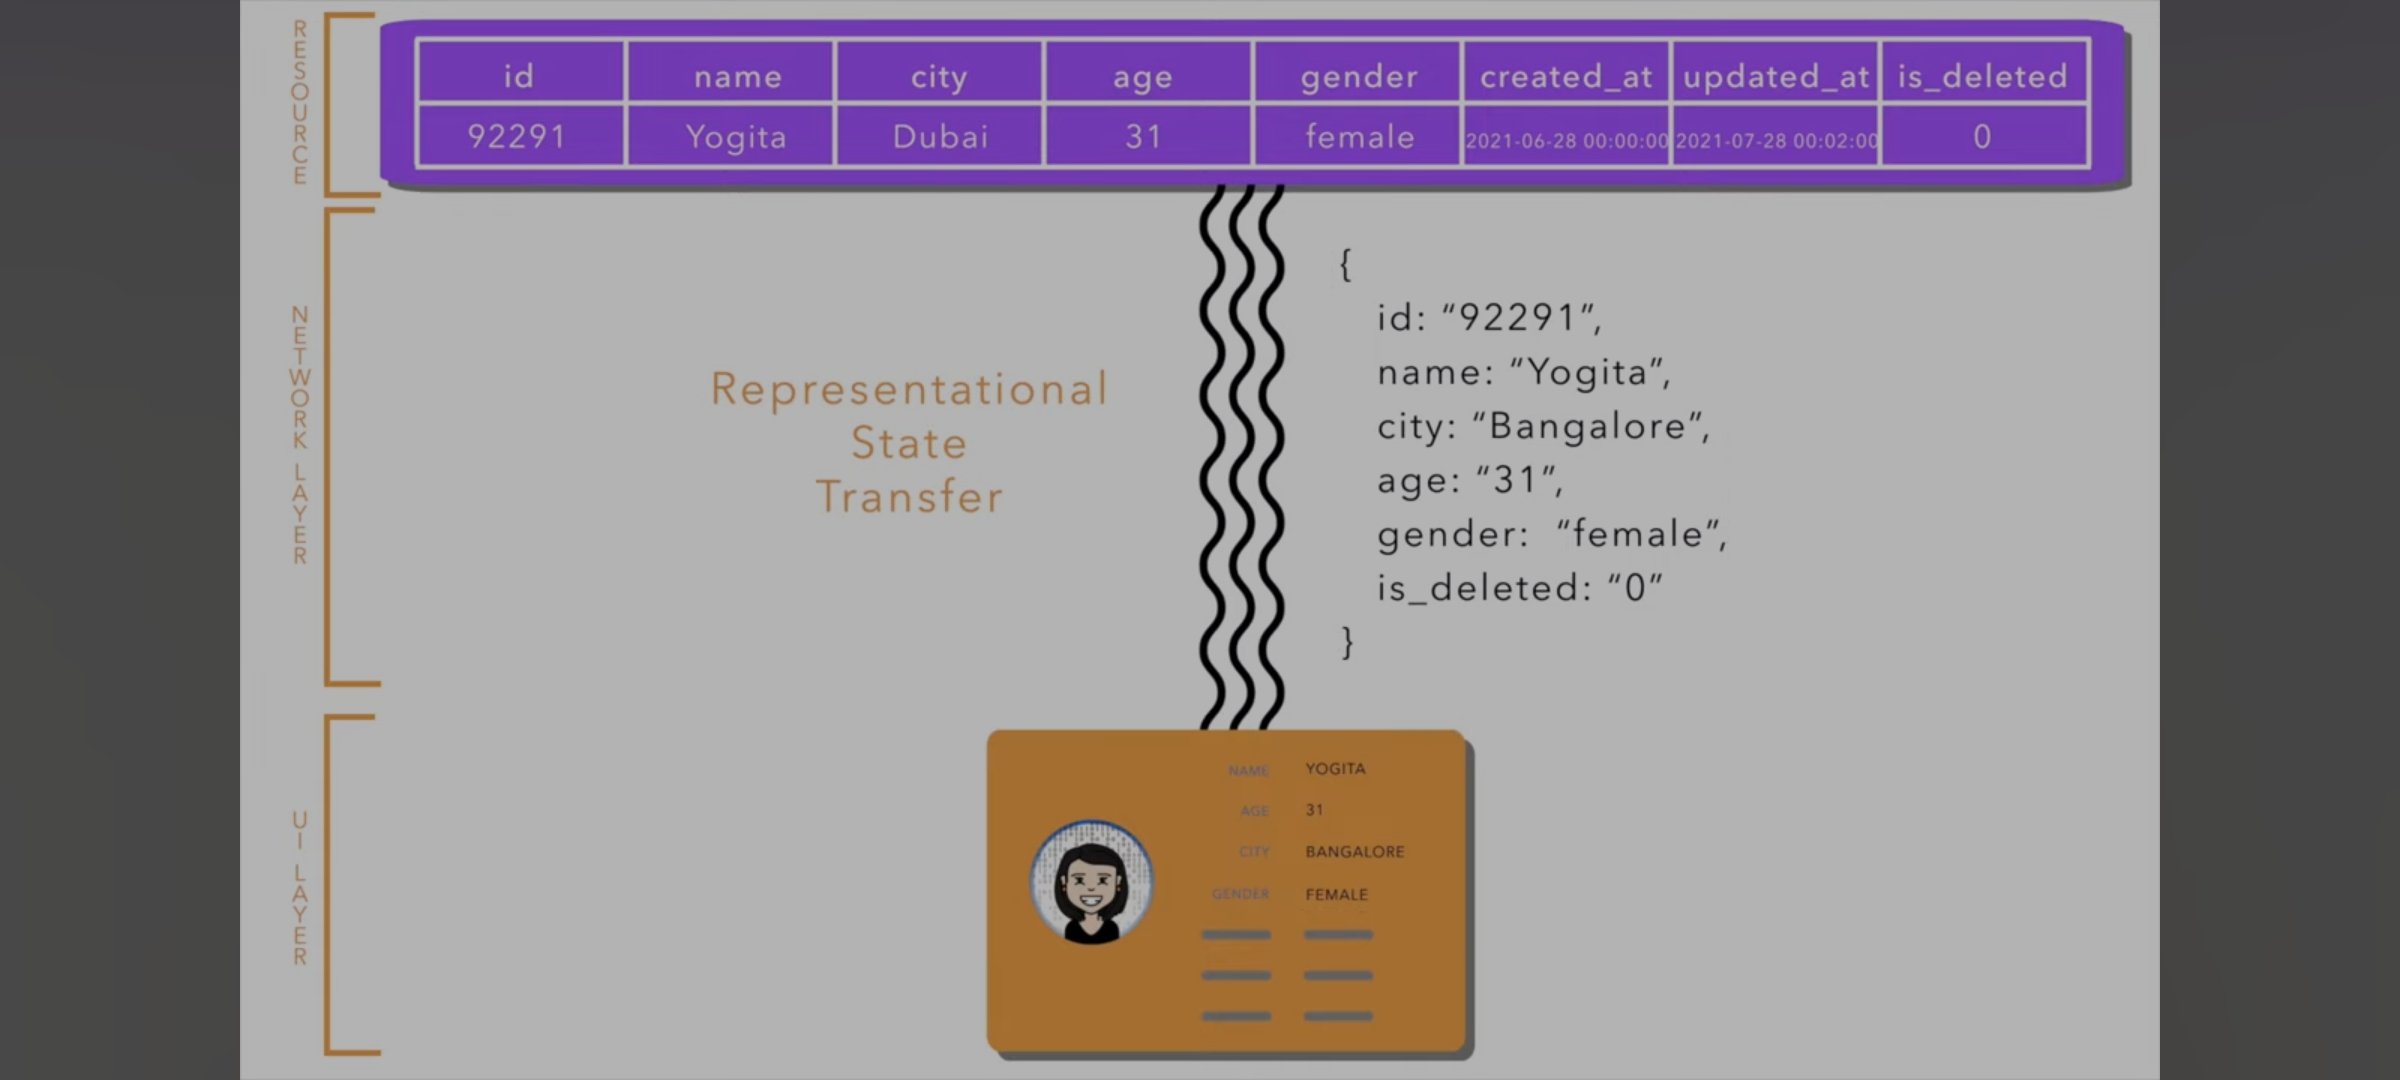 RESOURCE
id name city age gender created_at updated_at is_deleted
92291 Yogita Dubai 31 female 2021-06-28 00:00:00 2021-07-28 00:02:00 0
NETWORK LAYER
Representational
State
Transfer
{
id: “92291”,
name: “Yogita”,
city: “Bangalore”,
age: “31”,
gender: “female”,
is_deleted: “0”
}
UI LAYER
NAME YOGITA
AGE 31
CITY BANGALORE
GENDER FEMALE